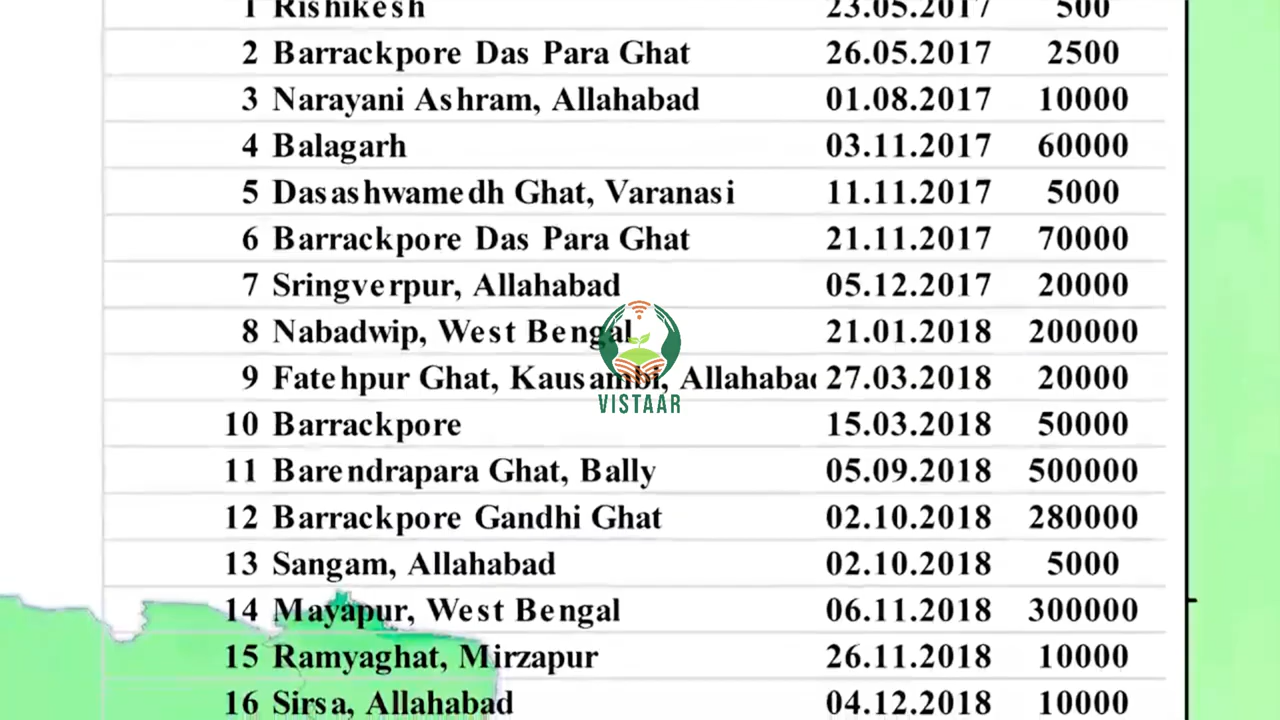 1 Rishikesh 23.05.2017 500
2 Barrackpore Das Para Ghat 26.05.2017 2500
3 Narayani Ashram, Allahabad 01.08.2017 10000
4 Balagarh 03.11.2017 60000
5 Dasashwamedh Ghat, Varanasi 11.11.2017 5000
6 Barrackpore Das Para Ghat 21.11.2017 70000
7 Sringverpur, Allahabad 05.12.2017 20000
8 Nabadwip, West Bengal 21.01.2018 200000
9 Fatehpur Ghat, Kausambi, Allahabad 27.03.2018 20000
10 Barrackpore 15.03.2018 50000
11 Barendrapara Ghat, Bally 05.09.2018 500000
12 Barrackpore Gandhi Ghat 02.10.2018 280000
13 Sangam, Allahabad 02.10.2018 5000
14 Mayapur, West Bengal 06.11.2018 300000
15 Ramyaghat, Mirzapur 26.11.2018 10000
16 Sirsa, Allahabad 04.12.2018 10000
VISTAAR